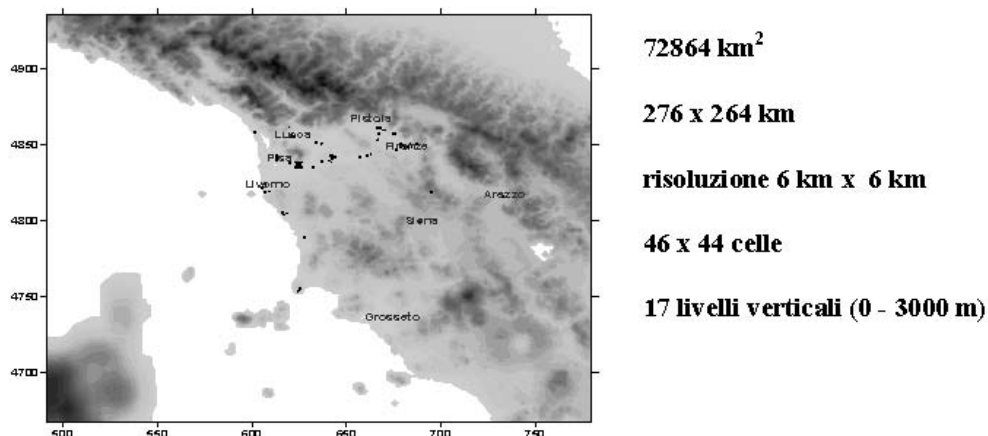 4900
4850
4800
4750
4700
500
550
600
650
700
750
Pistoia
Lucca
Firenze
Pisa
Livorno
Arezzo
Siena
Grosseto
72864 km²
276 x 264 km
risoluzione 6 km x 6 km
46 x 44 celle
17 livelli verticali (0 - 3000 m)